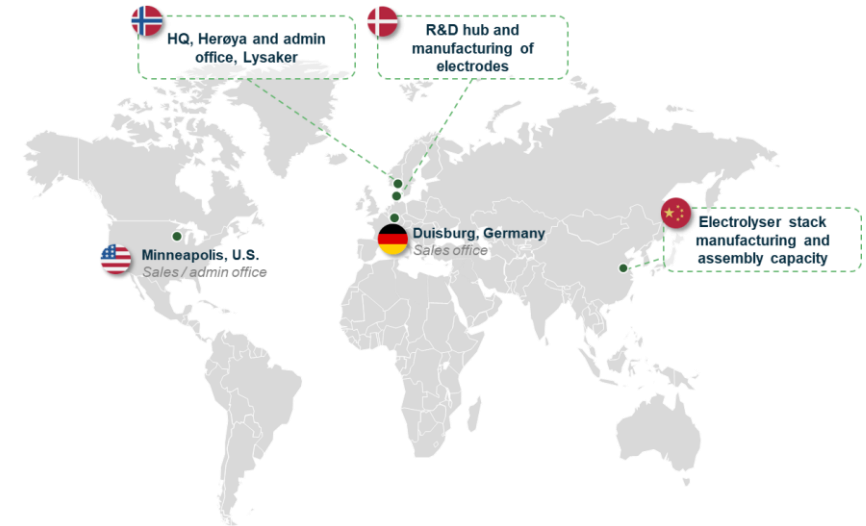 HQ, Herøya and admin
office, Lysaker
R&D hub and
manufacturing of
electrodes
Electrolyser stack
manufacturing and
assembly capacity
Duisburg, Germany
Sales office
Minneapolis, U.S.
Sales / admin office